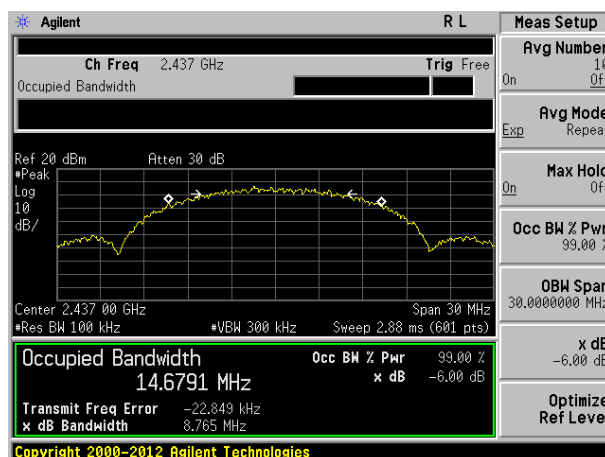 Agilent R L Meas Setup
Ch Freq 2.437 GHz Trig Free
Occupied Bandwidth
Avg Number
10
On Off
Avg Mode
Exp Repeat
Max Hold
On Off
Occ BW % Pwr
99.00 %
OBW Span
30.0000000 MHz
x dB
-6.00 dB
Optimize
Ref Level
Ref 20 dBm Atten 30 dB
#Peak
Log
10
dB/
Center 2.437 00 GHz Span 30 MHz
#Res BW 100 kHz #VBW 300 kHz Sweep 2.88 ms (601 pts)
Occupied Bandwidth Occ BW % Pwr 99.00 %
14.6791 MHz x dB -6.00 dB
Transmit Freq Error -22.849 kHz
x dB Bandwidth 8.765 MHz
Copyright 2000-2012 Agilent Technologies